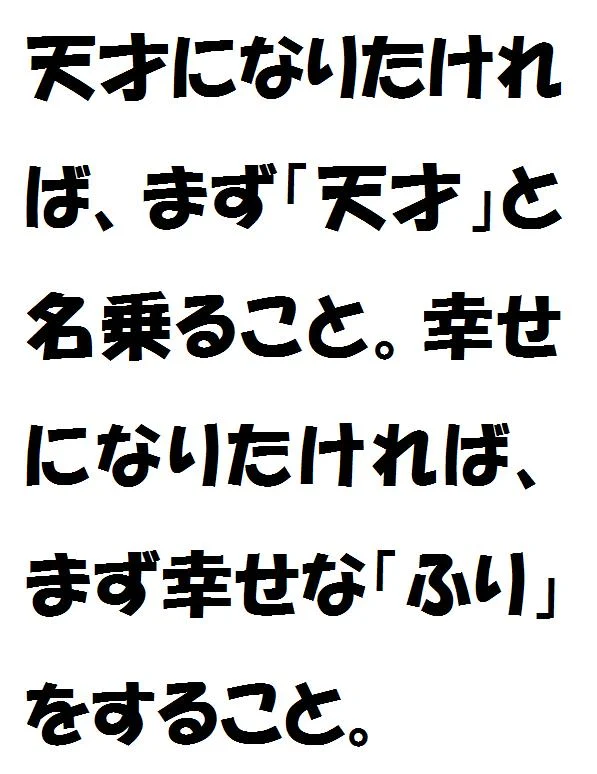 天才になりたけれ
ば、まず「天才」と
名乗ること。幸せ
になりたければ、
まず幸せな「ふり」
をすること。